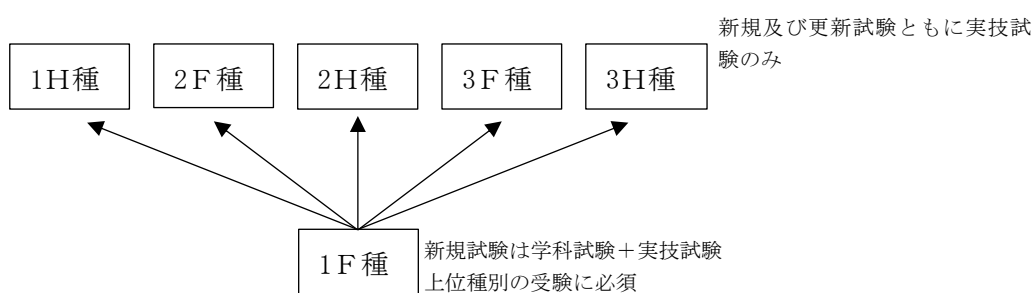 新規及び更新試験ともに実技試
験のみ
1H種
2F種
2H種
3F種
3H種
1F種
新規試験は学科試験+実技試験
上位種別の受験に必須